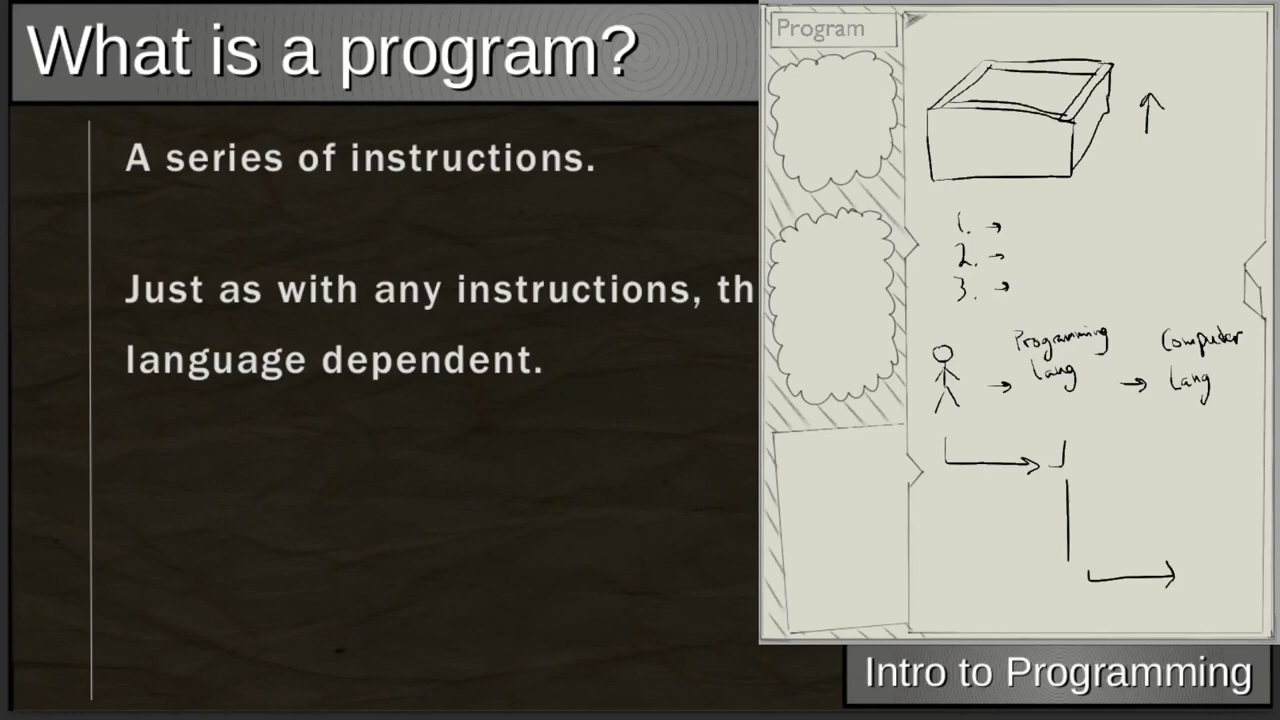 What is a program?
A series of instructions.
Just as with any instructions, th
language dependent.
Program
1. →
2. →
3. →
Programming Computer
Lang → Lang
Intro to Programming